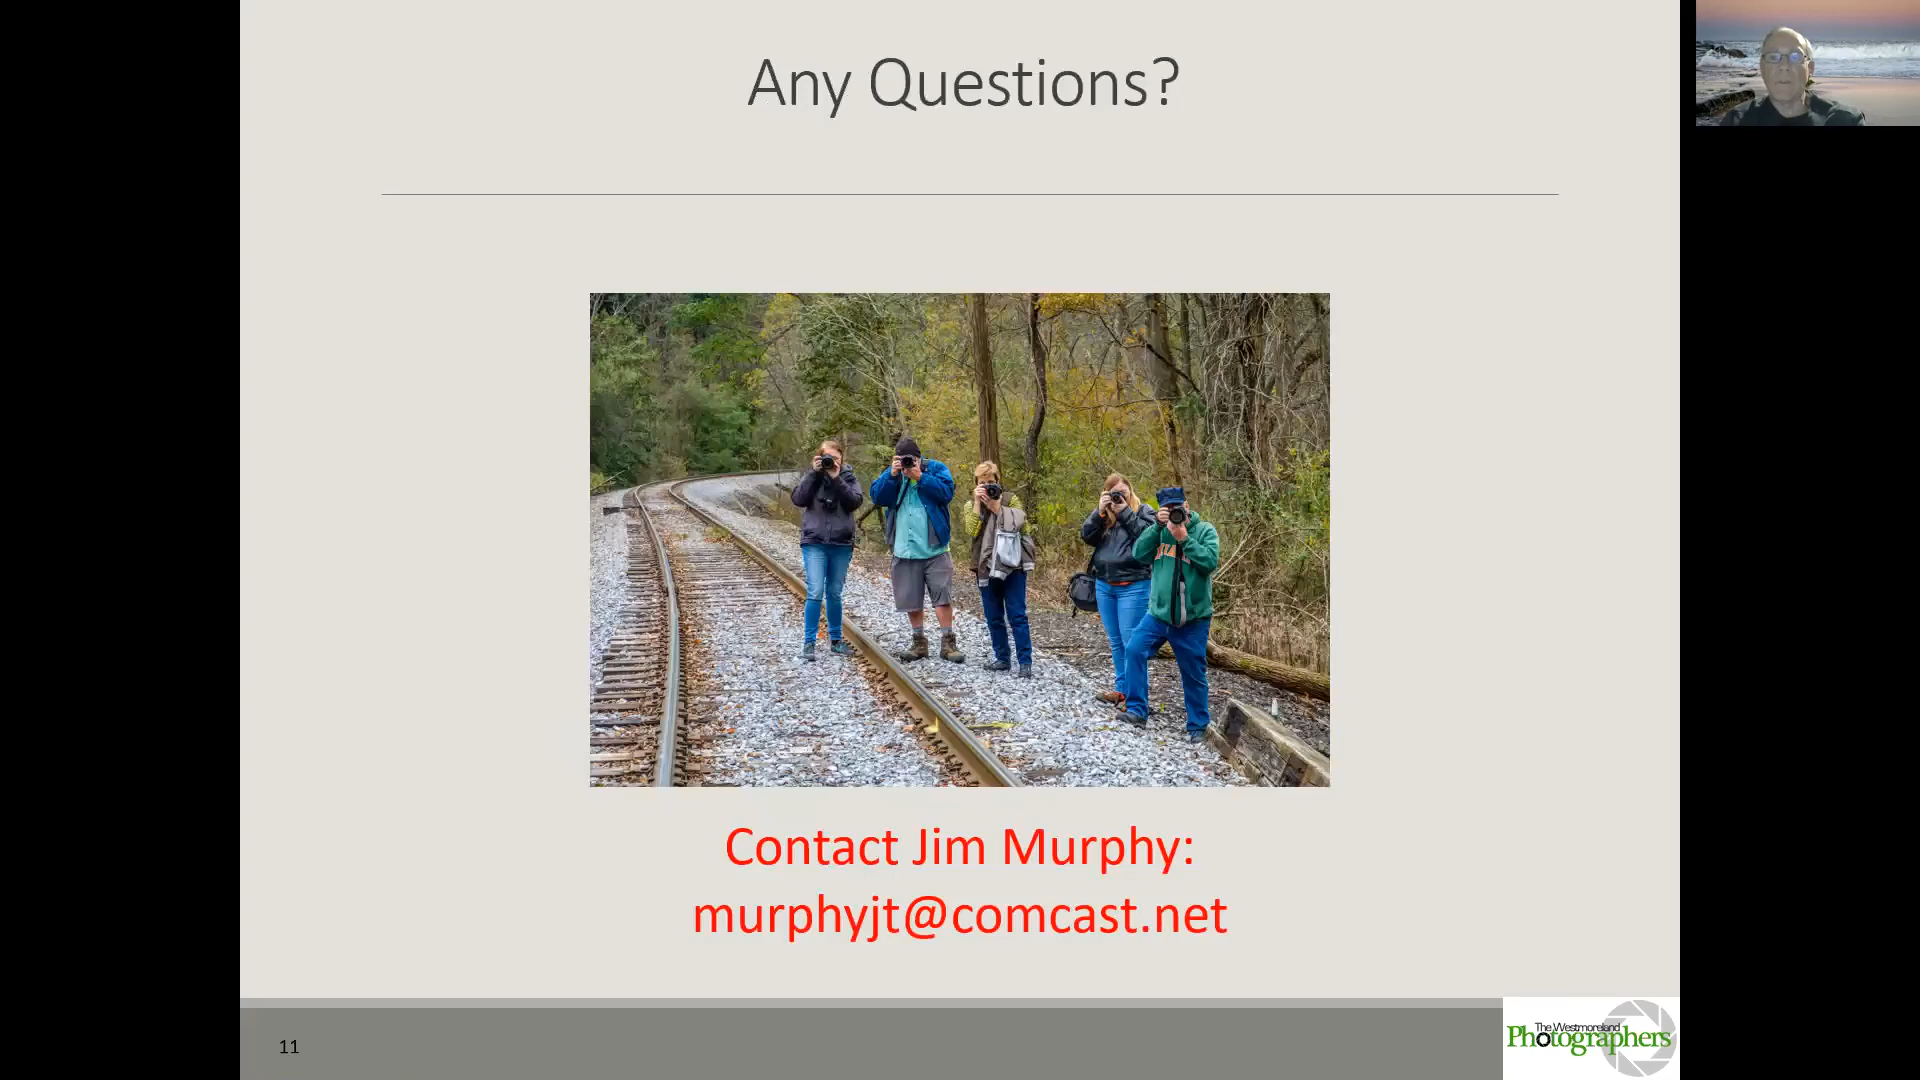 Any Questions?
Contact Jim Murphy:
murphyjt@comcast.net
11
The Westmoreland
Photographers